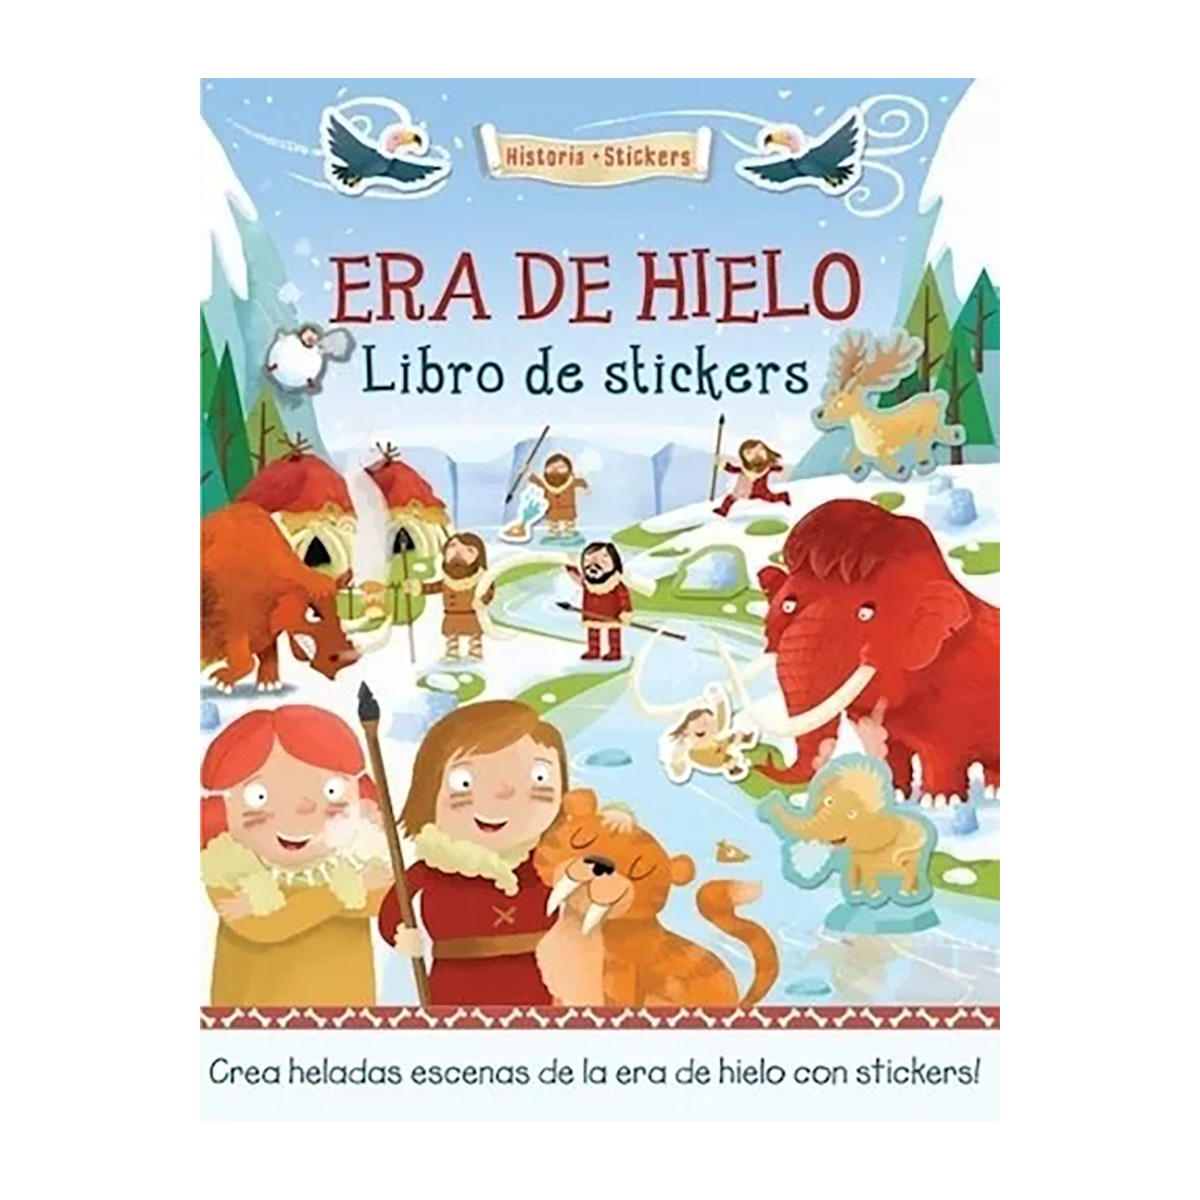 Historia + Stickers
ERA DE HIELO
Libro de stickers
Crea heladas escenas de la era de hielo con stickers!